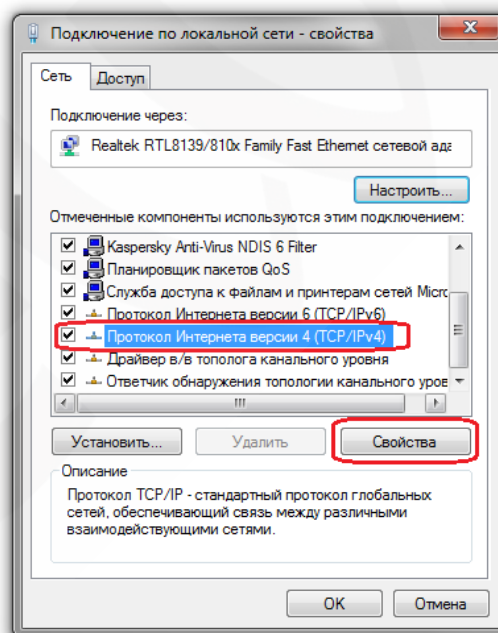 Подключение по локальной сети - свойства
Сеть
Доступ
Подключение через:
Realtek RTL8139/810x Family Fast Ethernet сетевой ада
Настроить...
Отмеченные компоненты используются этим подключением:
Kaspersky Anti-Virus NDIS 6 Filter
Планировщик пакетов QoS
Служба доступа к файлам и принтерам сетей Micro
Протокол Интернета версии 6 (TCP/IPv6)
Протокол Интернета версии 4 (TCP/IPv4)
Драйвер в/в тополога канального уровня
Ответчик обнаружения топологии канального уров
Установить...
Удалить
Свойства
Описание
Протокол TCP/IP - стандартный протокол глобальных
сетей, обеспечивающий связь между различными
взаимодействующими сетями.
OK
Отмена